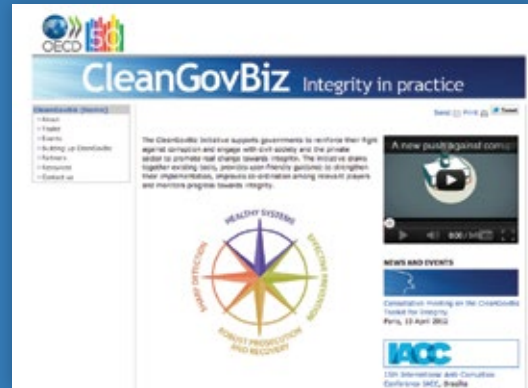 OECD 50
CleanGovBiz Integrity in practice
CleanGovBiz [Home]
Send Print Tweet
› About
› Toolkit
› Events
› Building up CleanGovBiz
› Partners
› Resources
› Contact us
The CleanGovBiz Initiative supports governments to reinforce their fight
against corruption and engage with civil society and the private
sector to promote real change towards integrity. The initiative draws
together existing tools, provides user-friendly guidance to strengthen
their implementation, improves co-ordination among relevant players
and monitors progress towards integrity.
HEALTHY SYSTEMS
EFFECTIVE PREVENTION
ROBUST PROSECUTION
AND RECOVERY
SHARP DETECTION
A new push against corru
0:00
NEWS AND EVENTS
Consultative Meeting on the CleanGovBiz
Toolkit for Integrity
Paris, 13 April 2012
IACC
15th International Anti-Corruption
Conference IACC, Brasilia